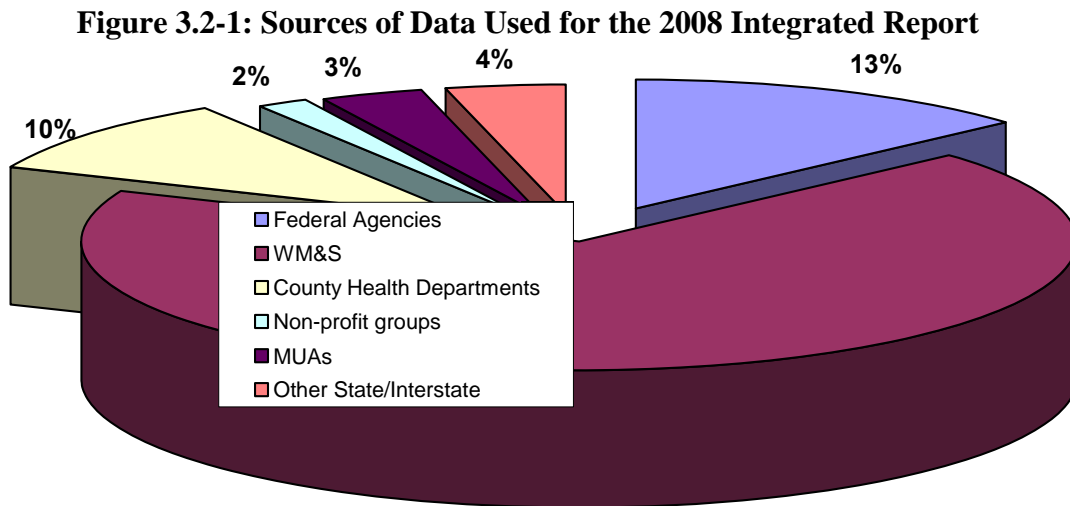 Figure 3.2-1: Sources of Data Used for the 2008 Integrated Report
2%
3%
4%
13%
10%
Federal Agencies
WM&S
County Health Departments
Non-profit groups
MUAs
Other State/Interstate